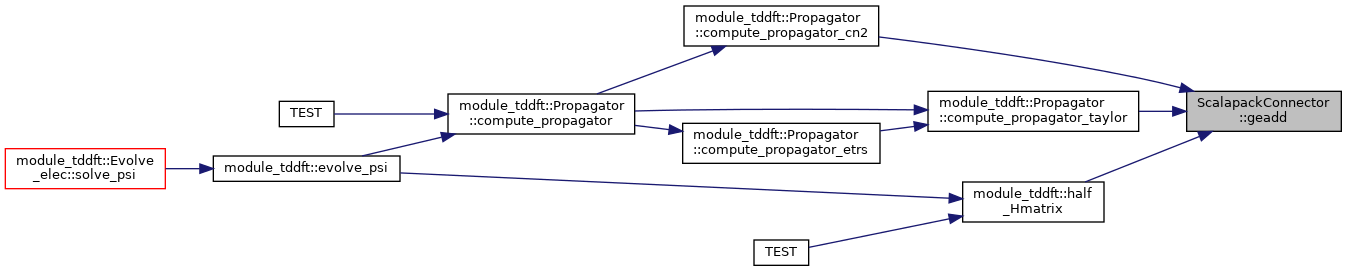 module_tddft::Propagator
::compute_propagator_cn2
TEST
module_tddft::Propagator
::compute_propagator
module_tddft::Propagator
::compute_propagator_taylor
ScalapackConnector
::geadd
module_tddft::Propagator
::compute_propagator_etrs
module_tddft::Evolve
_elec::solve_psi
module_tddft::evolve_psi
module_tddft::half
_Hmatrix
TEST